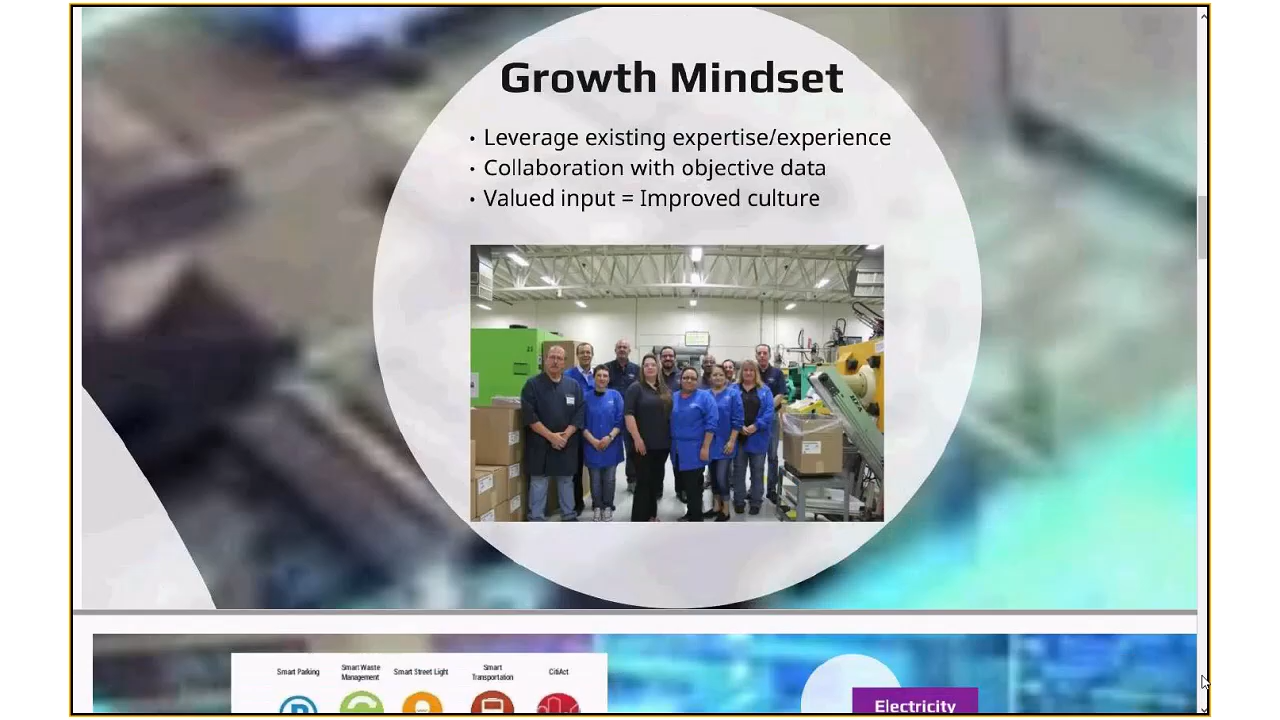 Growth Mindset
• Leverage existing expertise/experience
• Collaboration with objective data
• Valued input = Improved culture
Smart Parking
Smart Waste
Management
Smart Street Light
Smart
Transportation
CitiAct
Electricity